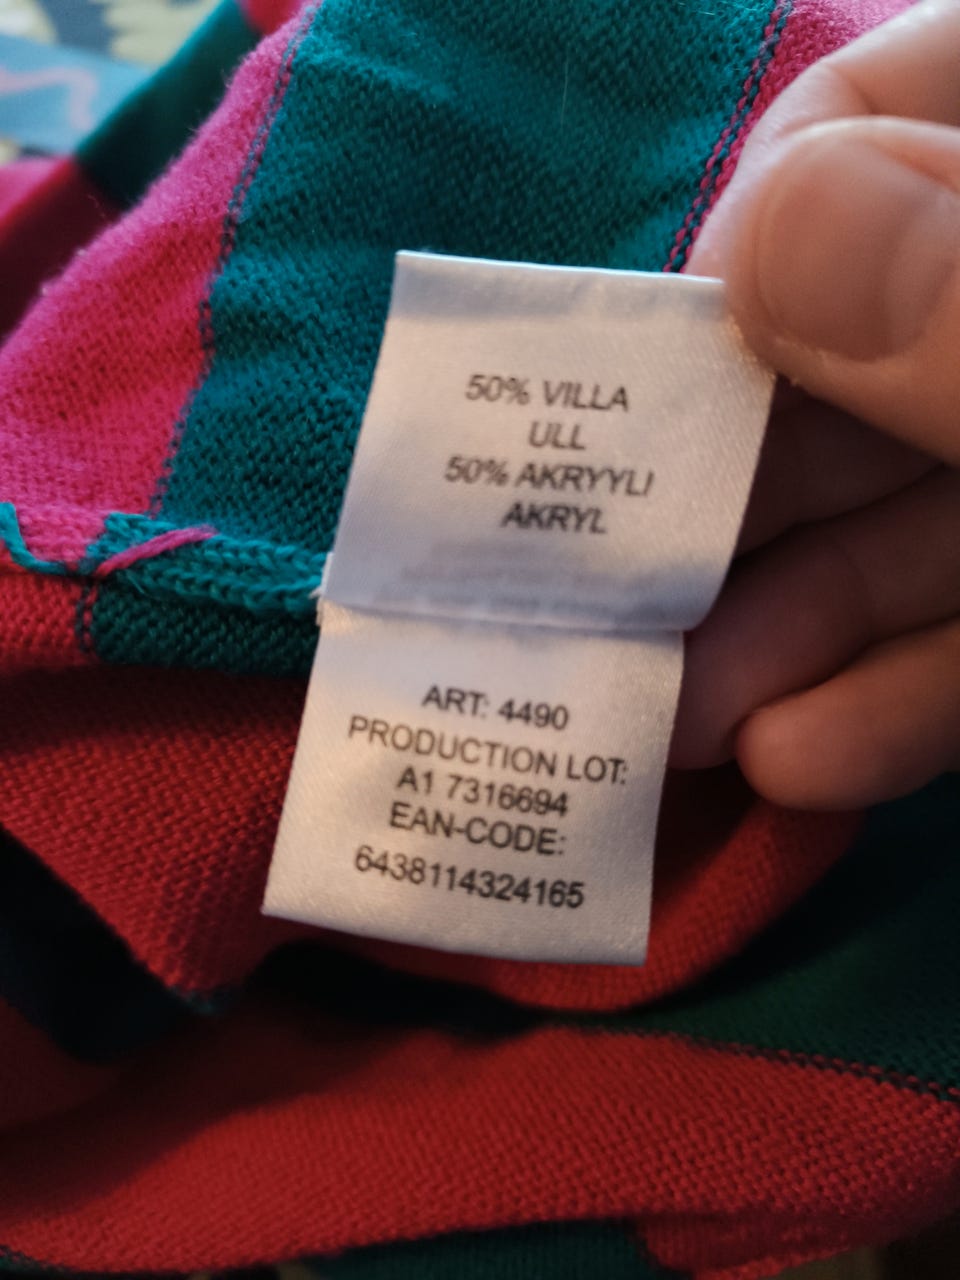 50% VILLA
ULL
50% AKRYYLI
AKRYL
ART: 4490
PRODUCTION LOT:
A1 7316694
EAN-CODE:
6438114324165